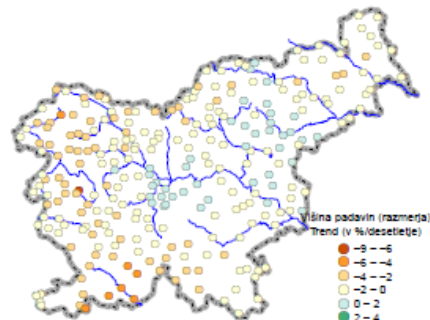 Višina padavin (razmerja)
Trend (v %/desetletje)
−9 – −6
−6 – −4
−4 – −2
−2 – 0
0 – 2
2 – 4